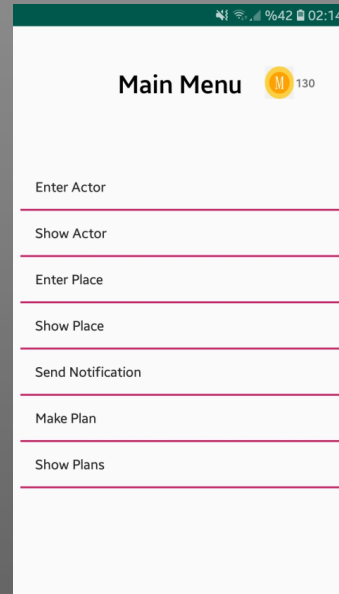 %42 02:14
Main Menu M 130
Enter Actor
Show Actor
Enter Place
Show Place
Send Notification
Make Plan
Show Plans